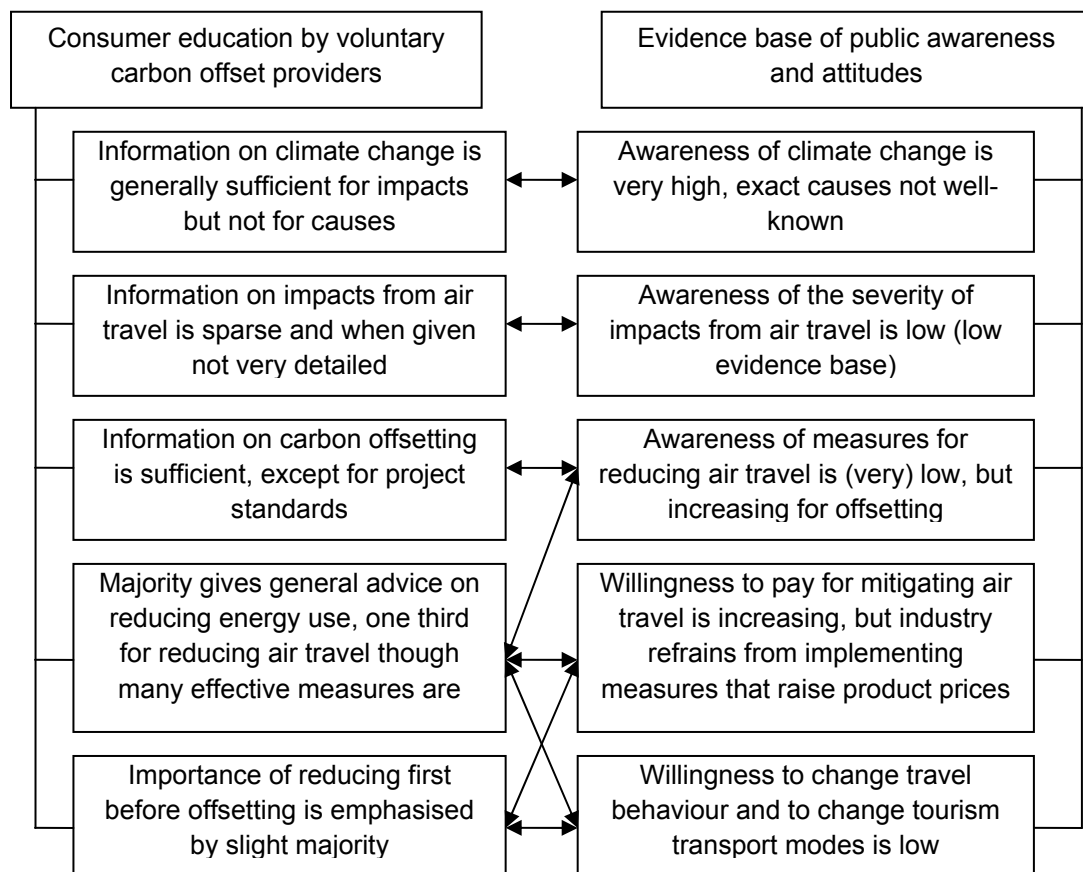 Consumer education by voluntary
carbon offset providers
Evidence base of public awareness
and attitudes
Information on climate change is
generally sufficient for impacts
but not for causes
Awareness of climate change is
very high, exact causes not well-
known
Information on impacts from air
travel is sparse and when given
not very detailed
Awareness of the severity of
impacts from air travel is low (low
evidence base)
Information on carbon offsetting
is sufficient, except for project
standards
Awareness of measures for
reducing air travel is (very) low, but
increasing for offsetting
Majority gives general advice on
reducing energy use, one third
for reducing air travel though
many effective measures are
Willingness to pay for mitigating air
travel is increasing, but industry
refrains from implementing
measures that raise product prices
Importance of reducing first
before offsetting is emphasised
by slight majority
Willingness to change travel
behaviour and to change tourism
transport modes is low